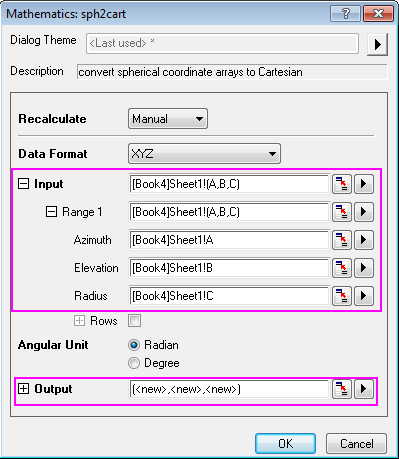 Mathematics: sph2cart
Dialog Theme <Last used> *
Description convert spherical coordinate arrays to Cartesian
Recalculate Manual
Data Format XYZ
Input [Book4]Sheet1!(A,B,C)
Range 1 [Book4]Sheet1!(A,B,C)
Azimuth [Book4]Sheet1!A
Elevation [Book4]Sheet1!B
Radius [Book4]Sheet1!C
Rows
Angular Unit Radian
Degree
Output (<new>,<new>,<new>)
OK Cancel